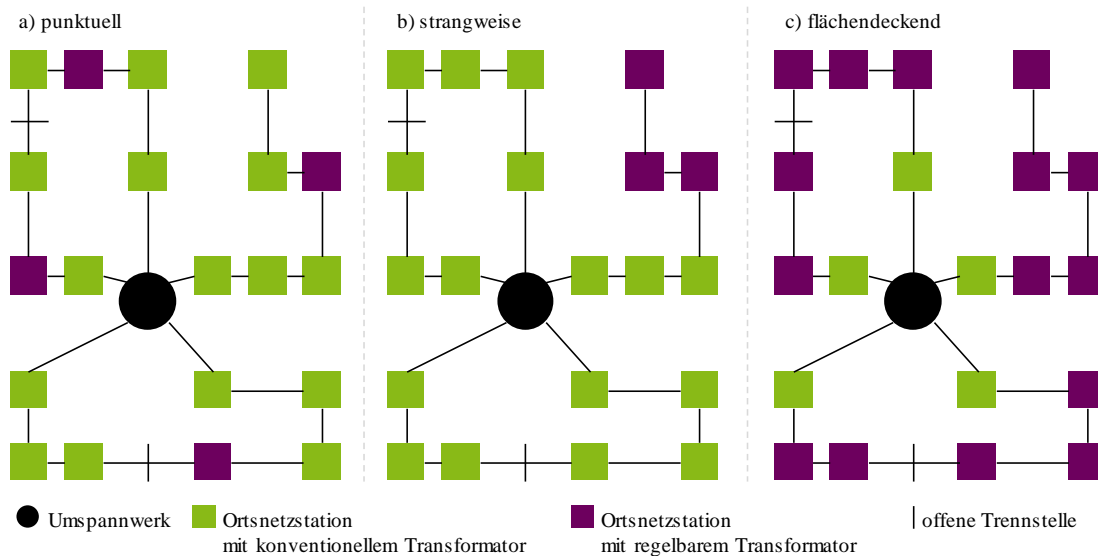 a) punktuell
b) strangweise
c) flächendeckend
Umspannwerk
Ortsnetzstation
mit konventionellem Transformator
Ortsnetzstation
mit regelbarem Transformator
offene Trennstelle